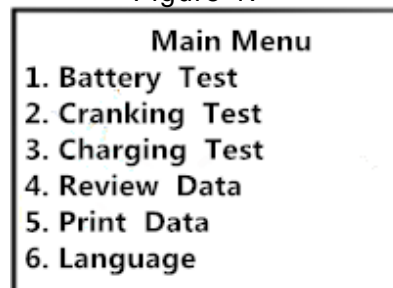 Main Menu
1. Battery Test
2. Cranking Test
3. Charging Test
4. Review Data
5. Print Data
6. Language